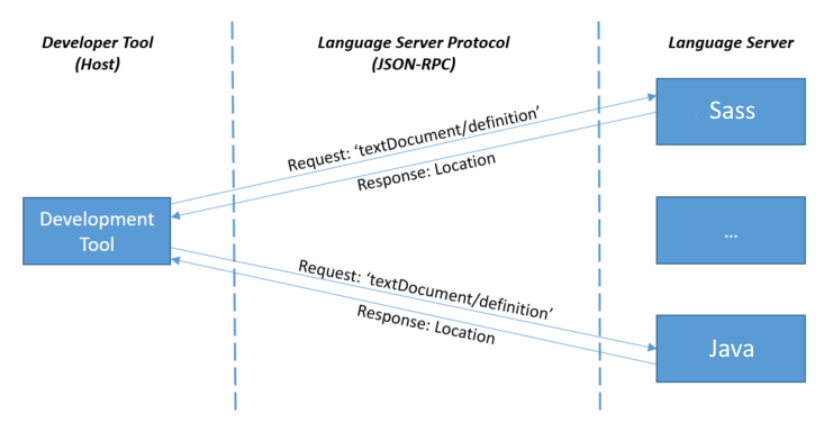 Developer Tool
(Host)
Language Server Protocol
(JSON-RPC)
Language Server
Sass
Request: ‘textDocument/definition’
Response: Location
Development
Tool
...
Request: ‘textDocument/definition’
Response: Location
Java